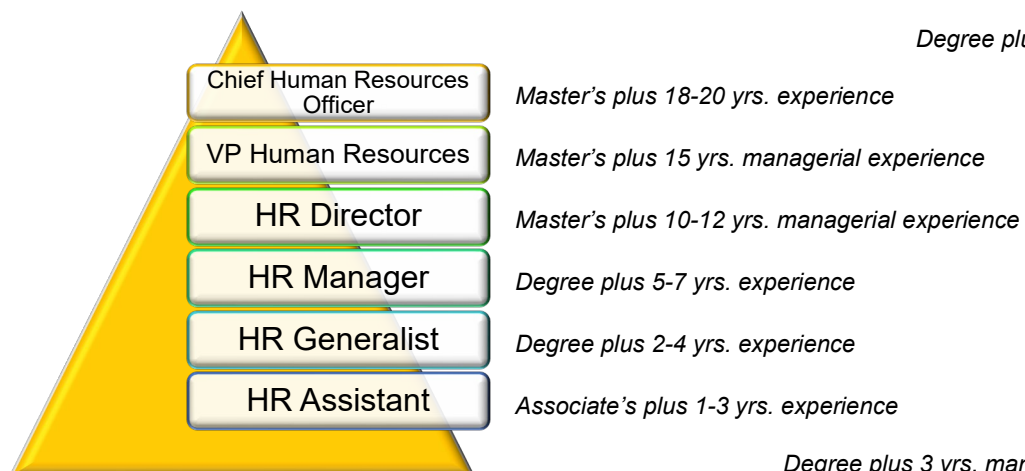 Degree
Chief Human Resources
Officer
Master’s plus 18-20 yrs. experience
VP Human Resources
Master’s plus 15 yrs. managerial experience
HR Director
Master’s plus 10-12 yrs. managerial experience
HR Manager
Degree plus 5-7 yrs. experience
HR Generalist
Degree plus 2-4 yrs. experience
HR Assistant
Associate’s plus 1-3 yrs. experience
Degree plus 3 yrs.